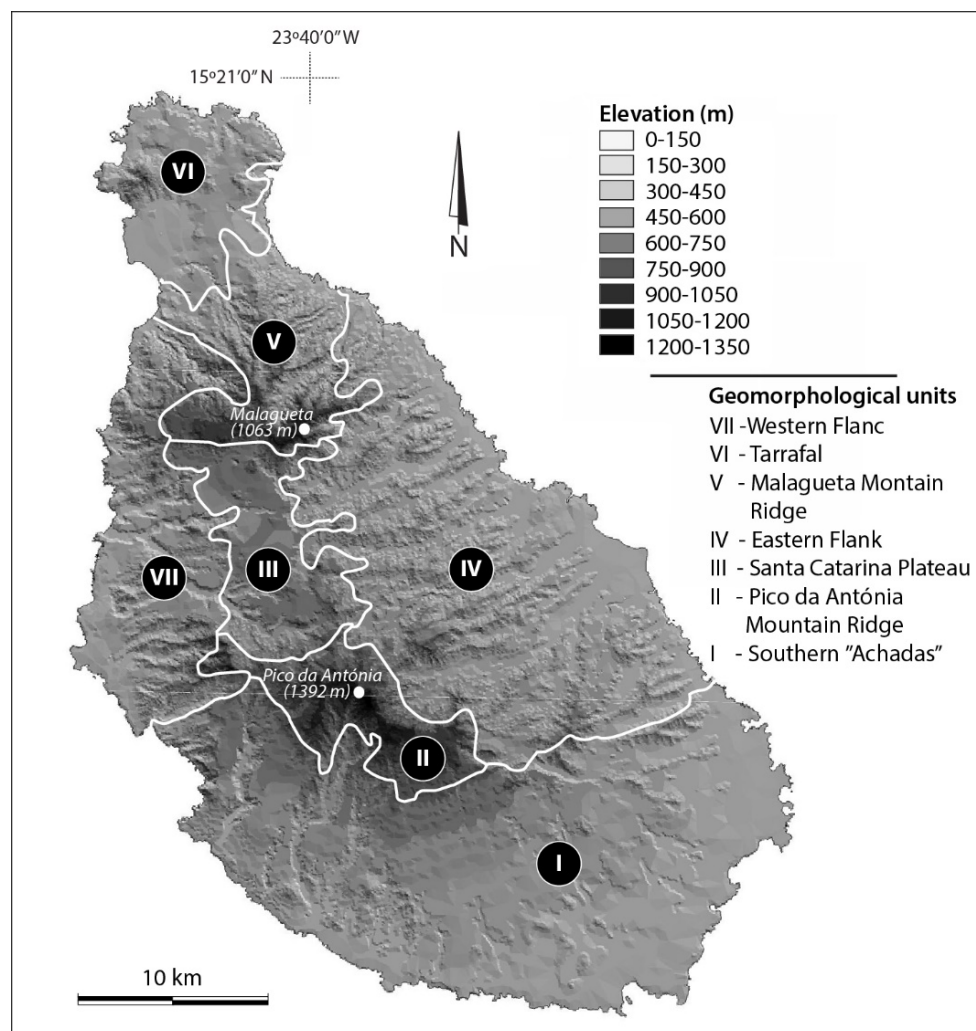 23º40'0" W
15º21'0" N
Elevation (m)
0-150
150-300
300-450
450-600
600-750
750-900
900-1050
1050-1200
1200-1350
N
VI
V
Malagueta
(1063 m)
VII
III
IV
Pico da Antónia
(1392 m)
II
I
10 km
Geomorphological units
VII -Western Flanc
VI - Tarrafal
V - Malagueta Montain
Ridge
IV - Eastern Flank
III - Santa Catarina Plateau
II - Pico da Antónia
Mountain Ridge
I - Southern "Achadas"